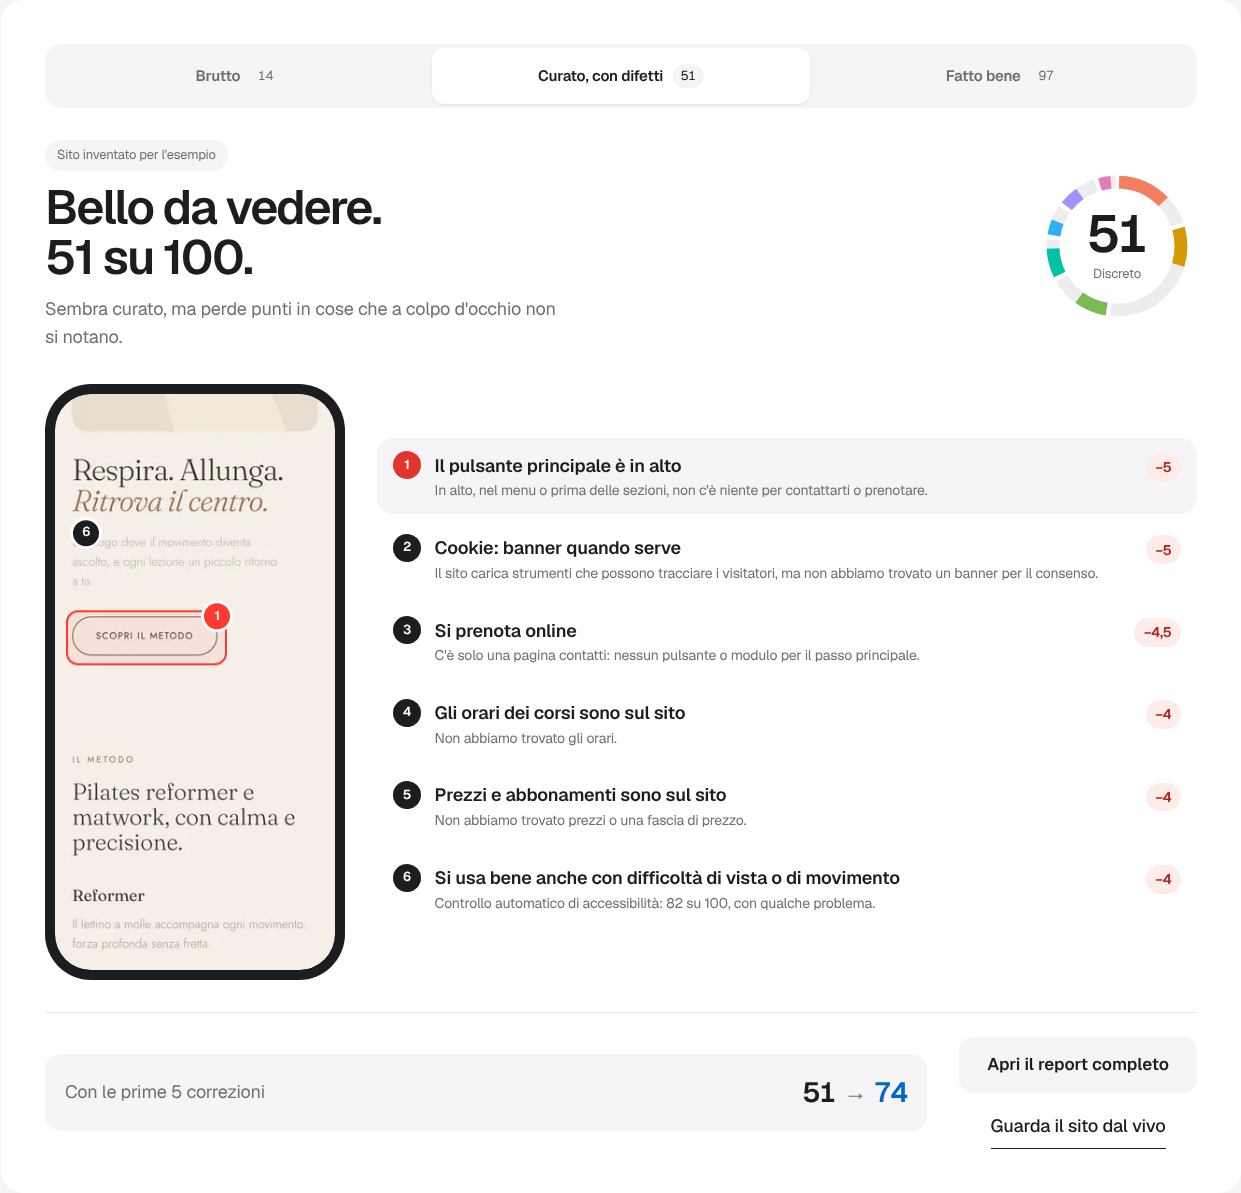 Brutto 14
Curato, con difetti 51
Fatto bene 97
Sito inventato per l'esempio
Bello da vedere.
51 su 100.
Sembra curato, ma perde punti in cose che a colpo d'occhio non
si notano.
51
Discreto
Respira. Allunga.
Ritrova il centro.
6
dove il movimento diventa
ascolto, e ogni lezione un piccolo ritorno
a te.
1
SCOPRI IL METODO
IL METODO
Pilates reformer e
matwork, con calma e
precisione.
Reformer
Il lettino a molle accompagna ogni movimento:
forza profonda senza fretta.
1 Il pulsante principale è in alto −5
In alto, nel menu o prima delle sezioni, non c'è niente per contattarti o prenotare.
2 Cookie: banner quando serve −5
Il sito carica strumenti che possono tracciare i visitatori, ma non abbiamo trovato un banner per il consenso.
3 Si prenota online −4,5
C'è solo una pagina contatti: nessun pulsante o modulo per il passo principale.
4 Gli orari dei corsi sono sul sito −4
Non abbiamo trovato gli orari.
5 Prezzi e abbonamenti sono sul sito −4
Non abbiamo trovato prezzi o una fascia di prezzo.
6 Si usa bene anche con difficoltà di vista o di movimento −4
Controllo automatico di accessibilità: 82 su 100, con qualche problema.
Con le prime 5 correzioni 51 → 74
Apri il report completo
Guarda il sito dal vivo